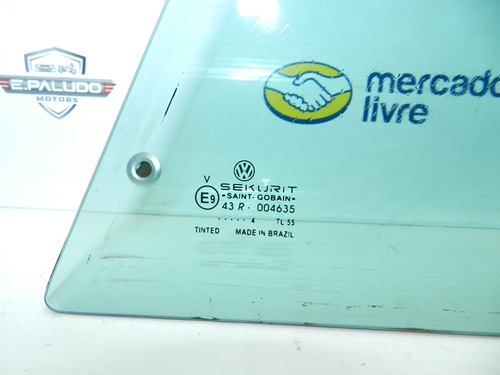 E.PALUDO
MOTORS
mercado
livre
V
SEKURIT
•SAINT-GOBAIN•
E9
43 R - 004635
..... 4 TL 55
TINTED MADE IN BRAZIL